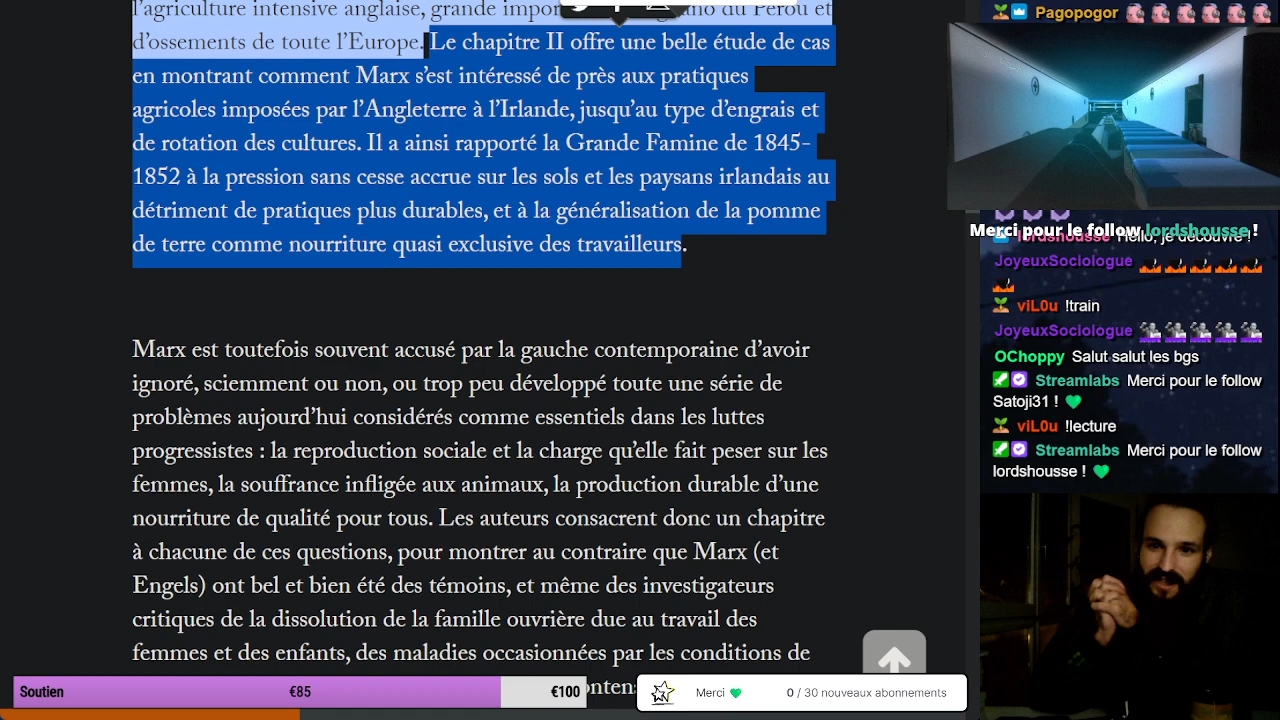 l'agriculture intensive anglaise, grande du Pérou et
d'ossements de toute l'Europe. Le chapitre II offre une belle étude de cas
en montrant comment Marx s'est intéressé de près aux pratiques
agricoles imposées par l'Angleterre à l'Irlande, jusqu'au type d'engrais et
de rotation des cultures. Il a ainsi rapporté la Grande Famine de 1845-
1852 à la pression sans cesse accrue sur les sols et les paysans irlandais au
détriment de pratiques plus durables, et à la généralisation de la pomme
de terre comme nourriture quasi exclusive des travailleurs.
Marx est toutefois souvent accusé par la gauche contemporaine d'avoir
ignoré, sciemment ou non, ou trop peu développé toute une série de
problèmes aujourd'hui considérés comme essentiels dans les luttes
progressistes : la reproduction sociale et la charge qu'elle fait peser sur les
femmes, la souffrance infligée aux animaux, la production durable d'une
nourriture de qualité pour tous. Les auteurs consacrent donc un chapitre
à chacune de ces questions, pour montrer au contraire que Marx (et
Engels) ont bel et bien été des témoins, et même des investigateurs
critiques de la dissolution de la famille ouvrière due au travail des
femmes et des enfants, des maladies occasionnées par les conditions de
Soutien €85 €100
Merci 0 / 30 nouveaux abonnements
Pagopogor
Merci pour le follow lordshousse !
lordshousse Hello, je découvre !
JoyeuxSociologue
viL0u !train
JoyeuxSociologue
OChoppy Salut salut les bgs
Streamlabs Merci pour le follow
Satoji31 !
viL0u !lecture
Streamlabs Merci pour le follow
lordshousse !